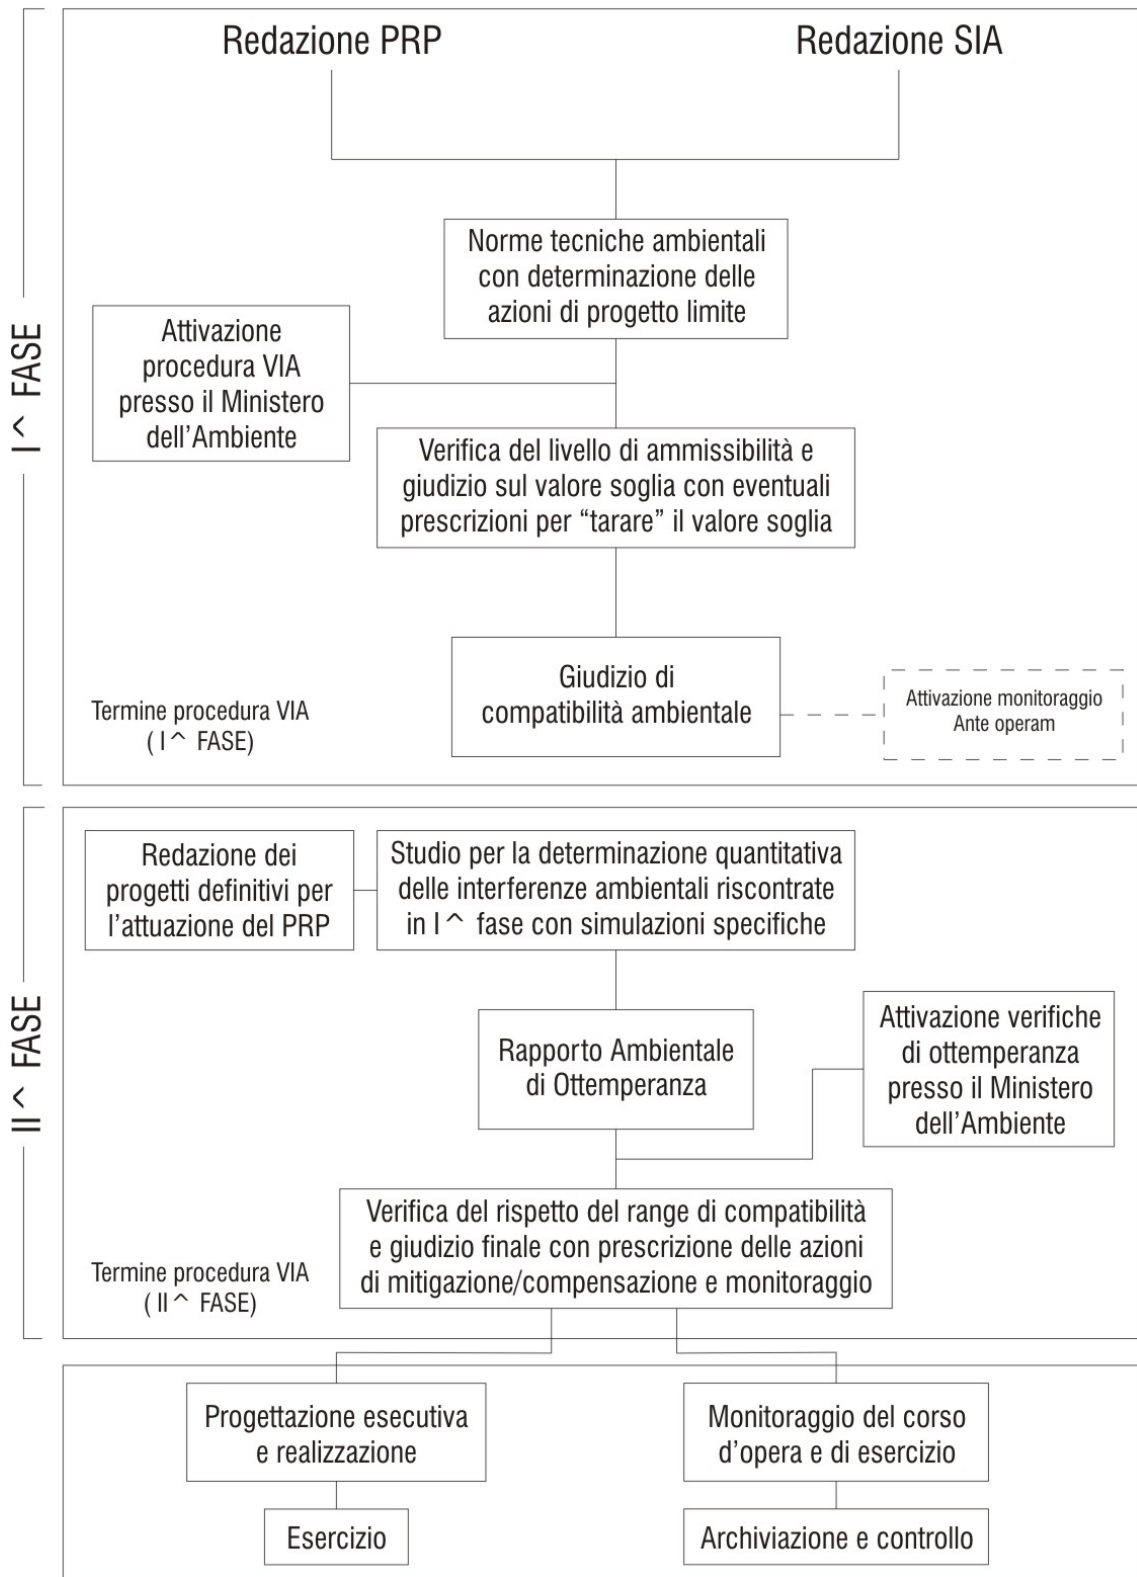 Redazione PRP
Redazione SIA
I^ FASE
Norme tecniche ambientali
con determinazione delle
azioni di progetto limite
Attivazione
procedura VIA
presso il Ministero
dell'Ambiente
Verifica del livello di ammissibilità e
giudizio sul valore soglia con eventuali
prescrizioni per “tarare” il valore soglia
Giudizio di
compatibilità ambientale
Attivazione monitoraggio
Ante operam
Termine procedura VIA
( I^ FASE)
II^ FASE
Redazione dei
progetti definitivi per
l'attuazione del PRP
Studio per la determinazione quantitativa
delle interferenze ambientali riscontrate
in I^ fase con simulazioni specifiche
Rapporto Ambientale
di Ottemperanza
Attivazione verifiche
di ottemperanza
presso il Ministero
dell'Ambiente
Verifica del rispetto del range di compatibilità
e giudizio finale con prescrizione delle azioni
di mitigazione/compensazione e monitoraggio
Termine procedura VIA
( II^ FASE)
Progettazione esecutiva
e realizzazione
Monitoraggio del corso
d'opera e di esercizio
Esercizio
Archiviazione e controllo